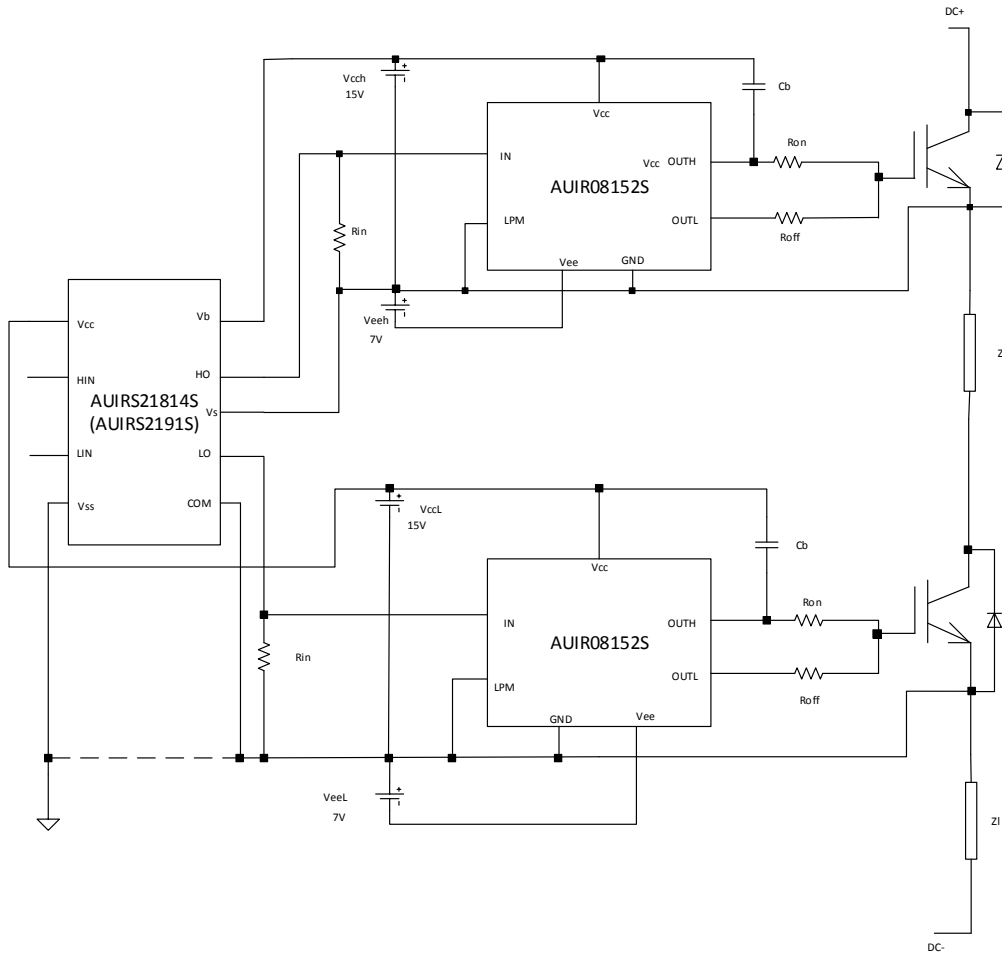 DC+
Vcch
15V
Cb
Vcc
Ron
IN
Vcc
OUTH
AUIR08152S
LPM
OUTL
Rin
Roff
Vee
GND
Veeh
7V
Vcc
Vb
HIN
HO
AUIRS21814S
(AUIRS2191S)
Vs
LIN
LO
Vss
COM
Z
VccL
15V
Cb
Vcc
Ron
IN
OUTH
AUIR08152S
Rin
OUTL
LPM
Roff
GND
Vee
VeeL
7V
ZI
DC-